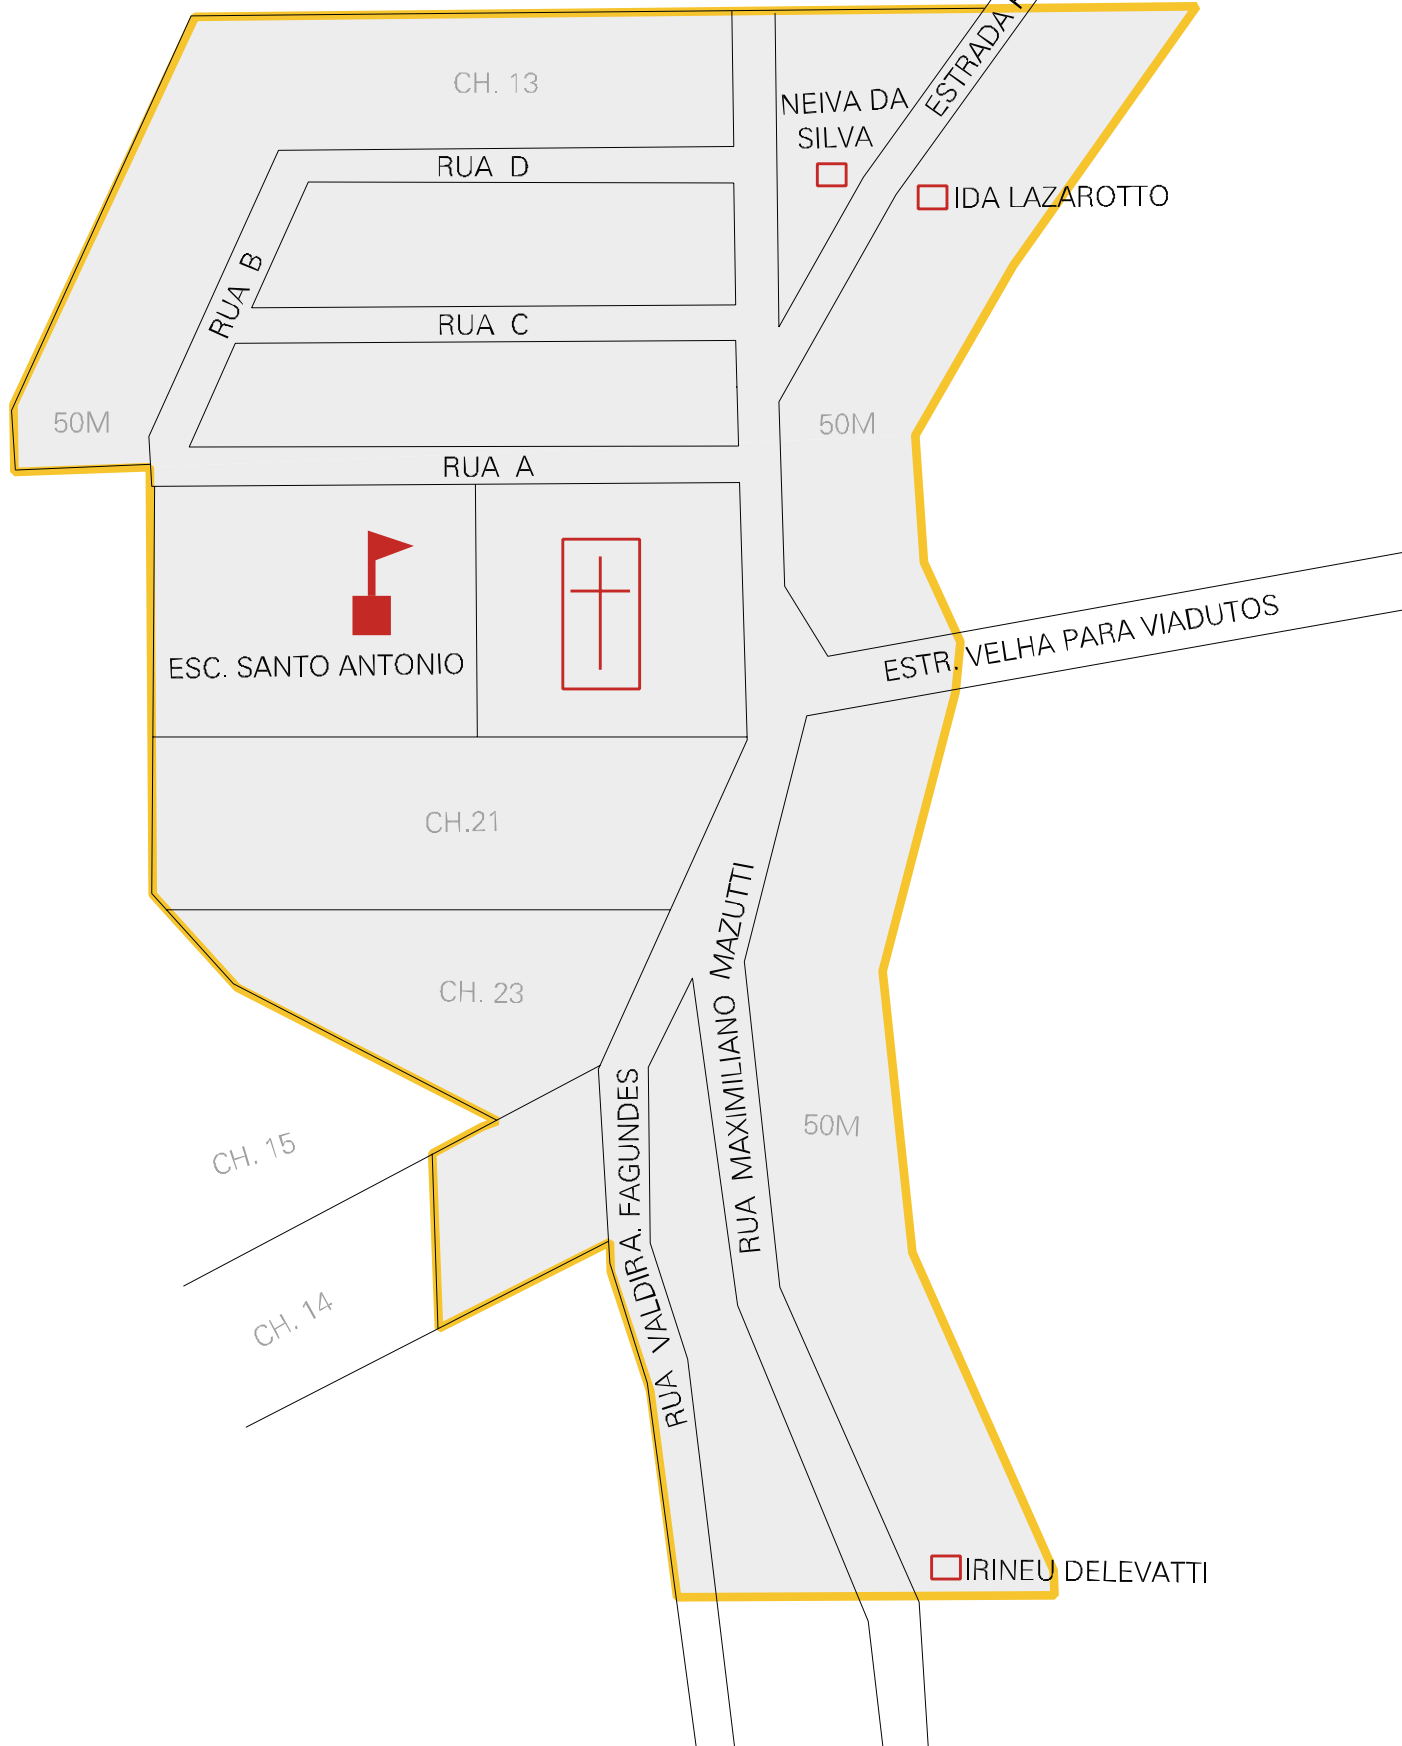 ESTRADA
CH. 13
NEIVA DA
SILVA
RUA D
IDA LAZAROTTO
RUA B
RUA C
50M
50M
RUA A
ESC. SANTO ANTONIO
ESTR. VELHA PARA VIADUTOS
CH.21
RUA MAXIMILIANO MAZUTTI
CH. 23
RUA VALDIR A. FAGUNDES
50M
CH. 15
CH. 14
IRINEU DELEVATTI